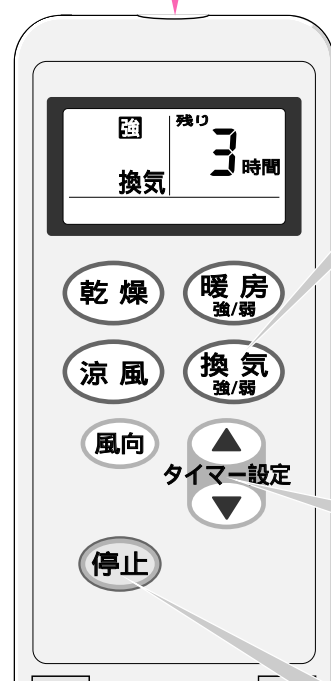 強
残り
3 時間
換気
乾燥
暖房
強/弱
涼風
換気
強/弱
風向
タイマー設定
停止